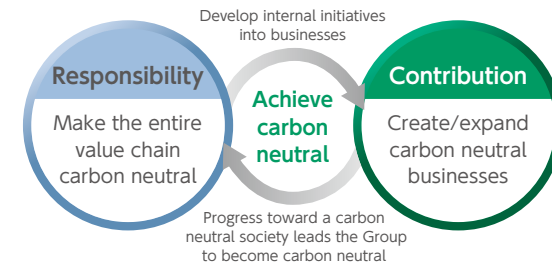 Develop internal initiatives
into businesses
Responsibility
Make the entire
value chain
carbon neutral
Achieve
carbon
neutral
Contribution
Create/expand
carbon neutral
businesses
Progress toward a carbon
neutral society leads the Group
to become carbon neutral